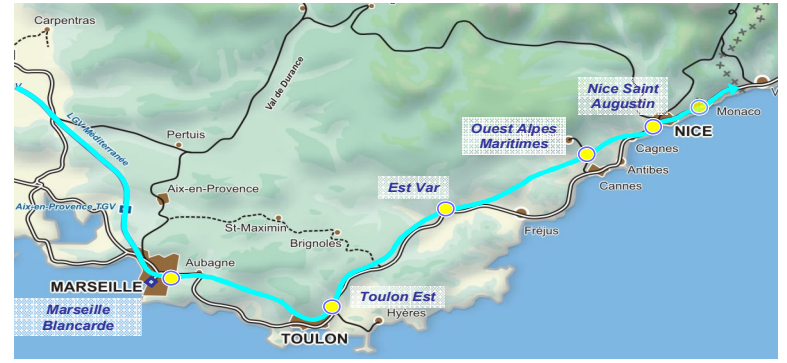 Carpentras
Val de Durance
LGV-Méditerranée
Pertuis
Nice Saint
Augustin
Monaco
V
Ouest Alpes
Maritimes
NICE
Cagnes
Antibes
Cannes
Est Var
Aix-en-Provence
Aix-en-Provence TGV
St-Maximin
Brignoles
Fréjus
Aubagne
MARSEILLE
Marseille
Blancarde
Toulon Est
Hyères
TOULON